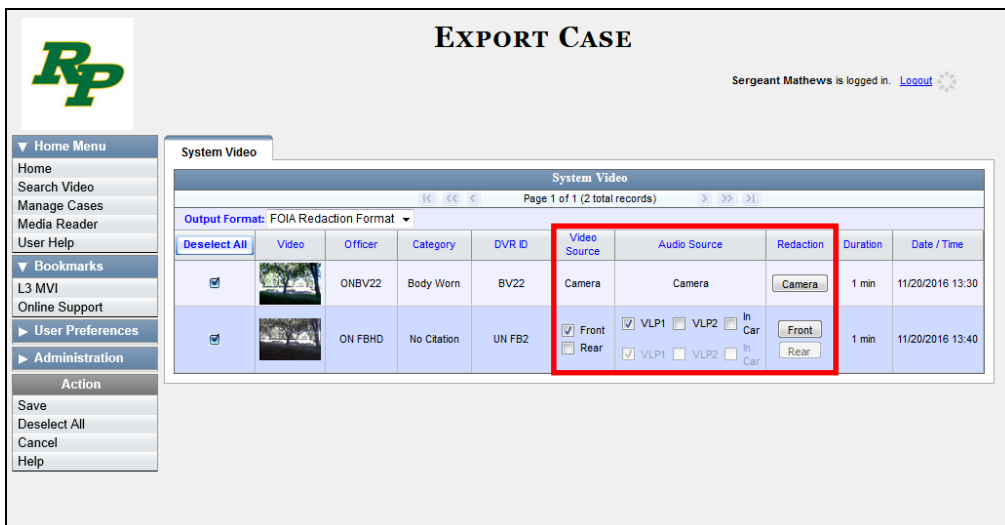 EXPORT CASE
RP
Sergeant Mathews is logged in. Logout
▼ Home Menu
Home
Search Video
Manage Cases
Media Reader
User Help
▼ Bookmarks
L3 MVI
Online Support
► User Preferences
► Administration
Action
Save
Deselect All
Cancel
Help
System Video
System Video
Page 1 of 1 (2 total records)
Output Format: FOIA Redaction Format
Deselect All Video Officer Category DVR ID Video Source Audio Source Redaction Duration Date / Time
ONBV22 Body Worn BV22 Camera Camera Camera 1 min 11/20/2016 13:30
ON FBHD No Citation UN FB2 Front VLP1 VLP2 In Car Front 1 min 11/20/2016 13:40
Rear VLP1 VLP2 In Car Rear